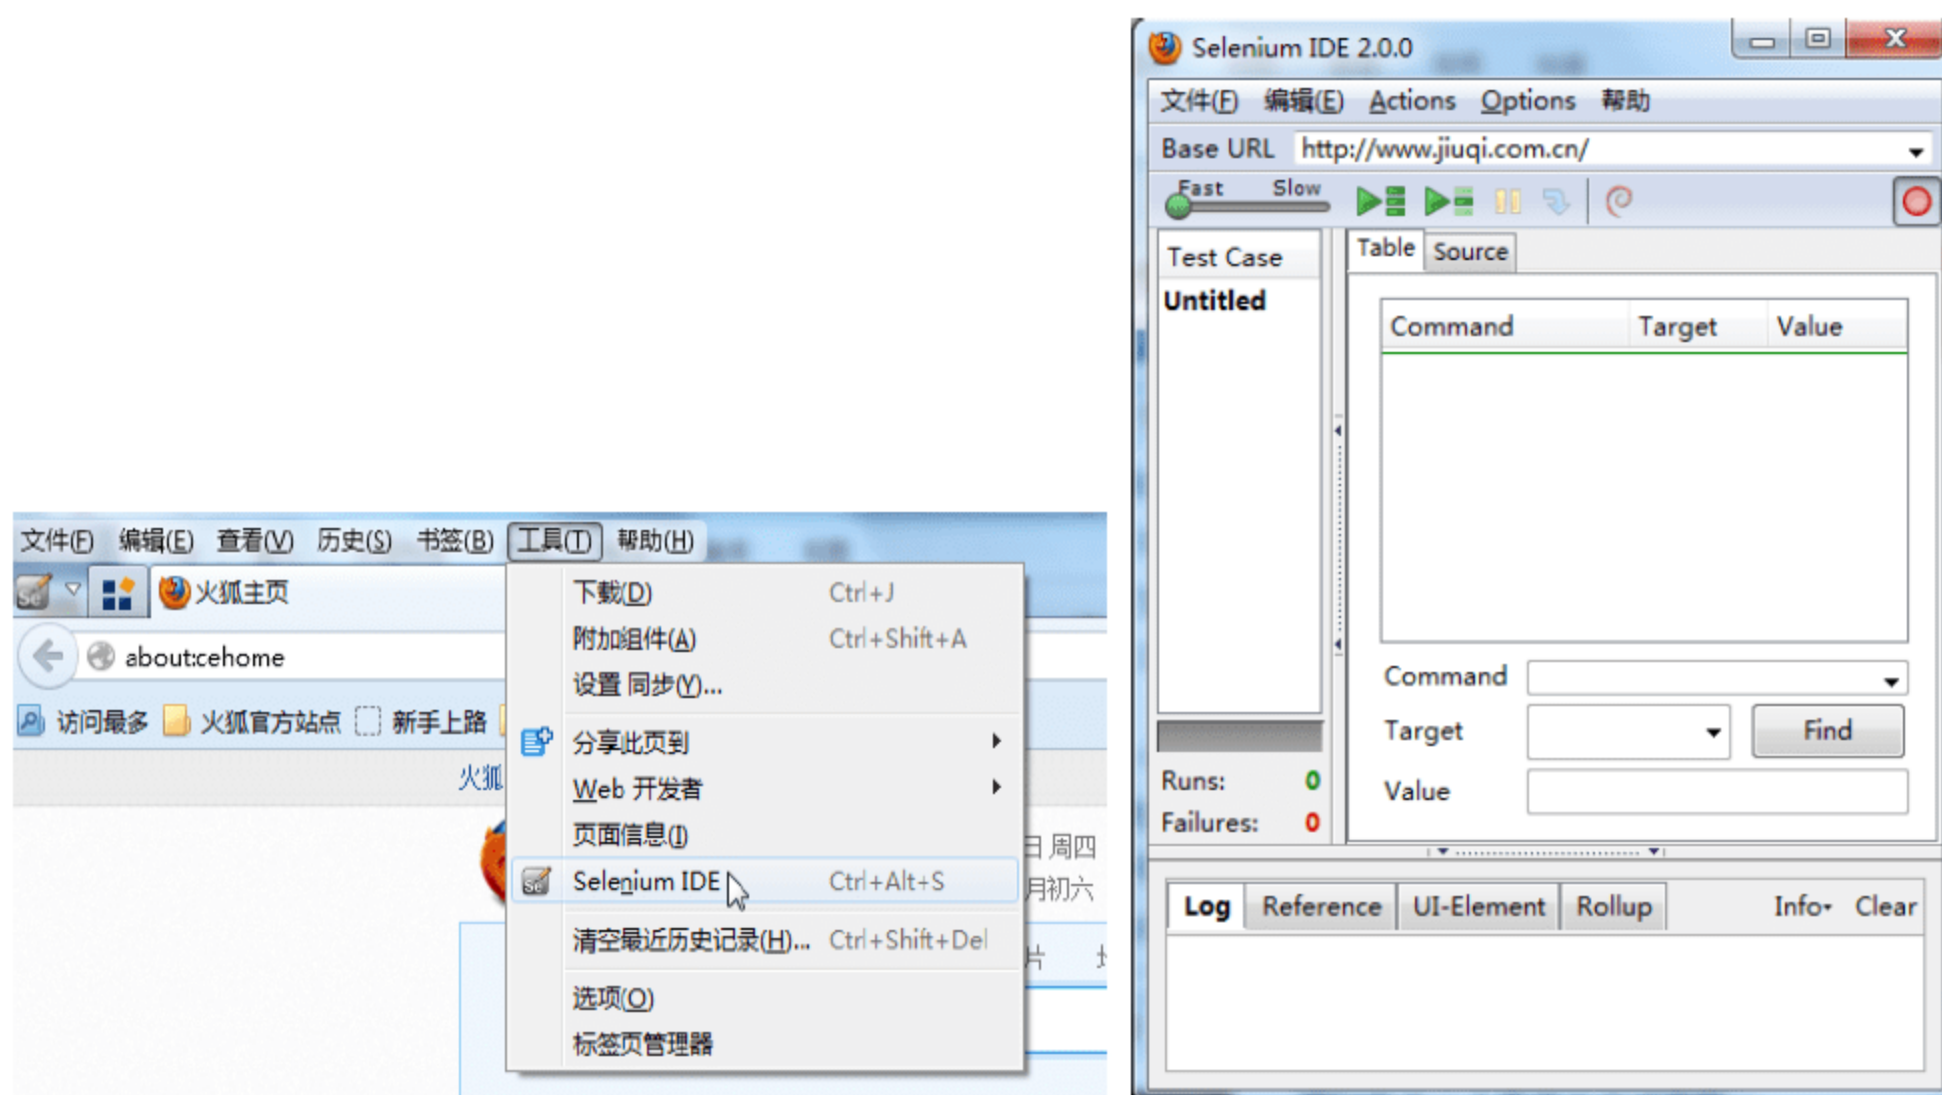 文件(F) 编辑(E) 查看(V) 历史(S) 书签(B) 工具(T) 帮助(H)
火狐主页
about:cehome
访问最多 火狐官方站点 新手上路
火狐
下载(D) Ctrl+J
附加组件(A) Ctrl+Shift+A
设置 同步(Y)...
分享此页到
Web 开发者
页面信息(I)
Selenium IDE Ctrl+Alt+S
清空最近历史记录(H)... Ctrl+Shift+Del
选项(O)
标签页管理器
日 周四
月初六
片
Selenium IDE 2.0.0
文件(F) 编辑(E) Actions Options 帮助
Base URL http://www.jiuqi.com.cn/
Fast Slow
Test Case
Untitled
Table Source
Command Target Value
Command
Target Find
Value
Runs: 0
Failures: 0
Log Reference UI-Element Rollup Info Clear